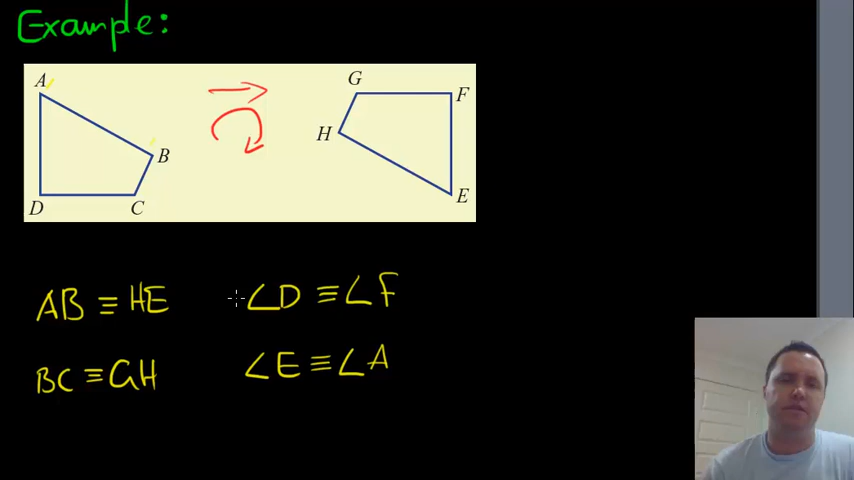 Example:
A
B
C
D
G
F
H
E
AB ≡ HE
∠D ≡ ∠F
BC ≡ GH
∠E ≡ ∠A